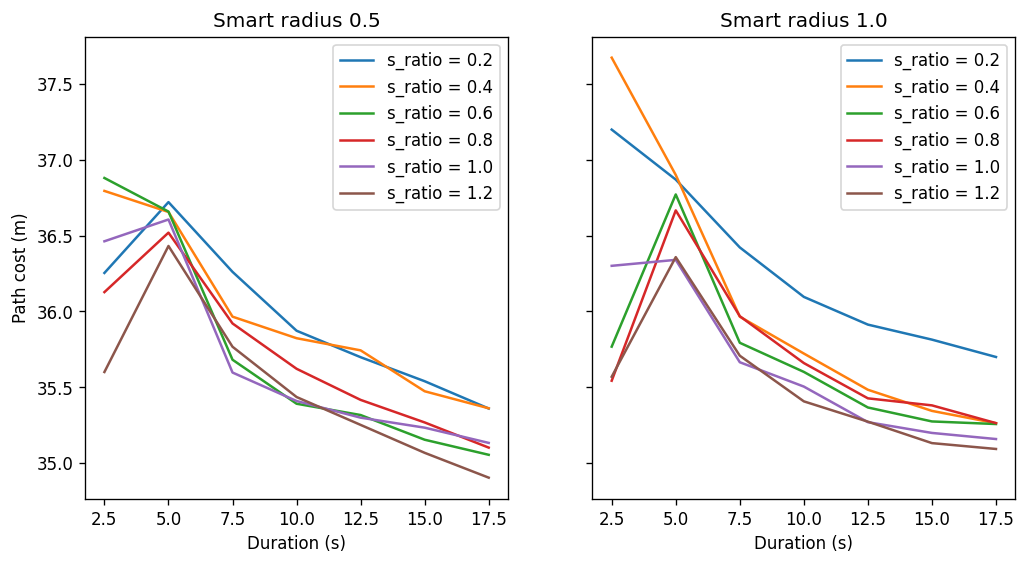 Smart radius 0.5
Smart radius 1.0
s_ratio = 0.2
s_ratio = 0.4
s_ratio = 0.6
s_ratio = 0.8
s_ratio = 1.0
s_ratio = 1.2
s_ratio = 0.2
s_ratio = 0.4
s_ratio = 0.6
s_ratio = 0.8
s_ratio = 1.0
s_ratio = 1.2
Path cost (m)
37.5
37.0
36.5
36.0
35.5
35.0
2.5 5.0 7.5 10.0 12.5 15.0 17.5
2.5 5.0 7.5 10.0 12.5 15.0 17.5
Duration (s)
Duration (s)